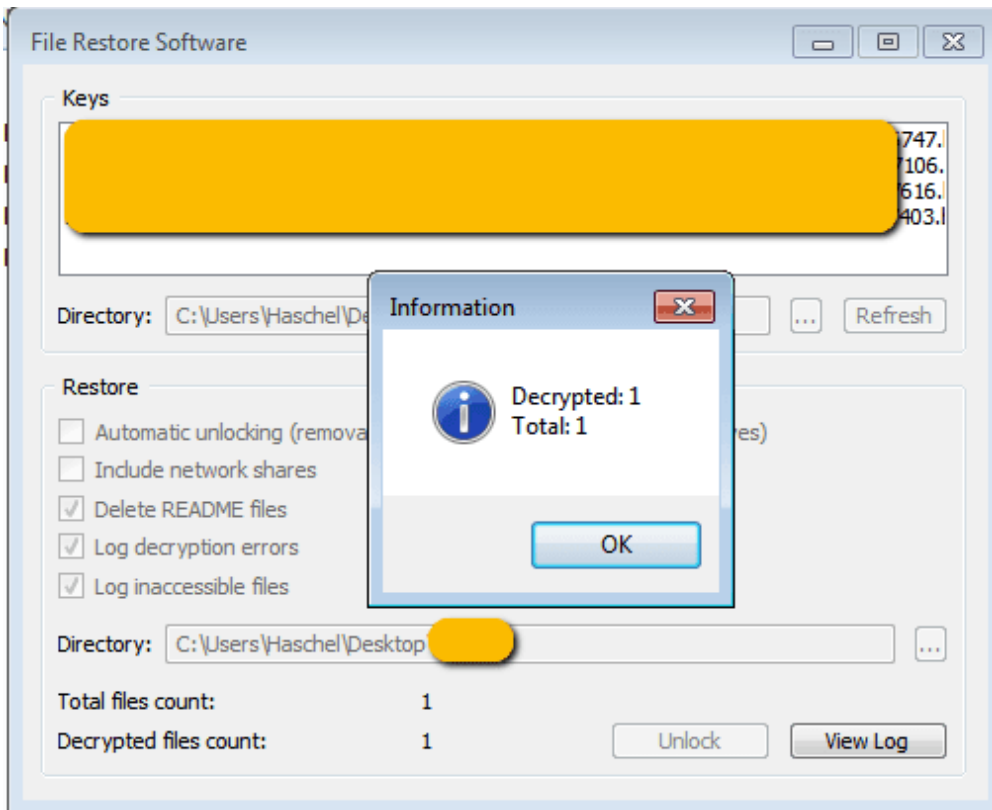 File Restore Software
Keys
747.
7106.
7616.
403.
Directory: C:\Users\Haschel\De ... Refresh
Information
Decrypted: 1
Total: 1
OK
Restore
Automatic unlocking (remova es)
Include network shares
Delete README files
Log decryption errors
Log inaccessible files
Directory: C:\Users\Haschel\Desktop ...
Total files count: 1
Decrypted files count: 1 Unlock View Log